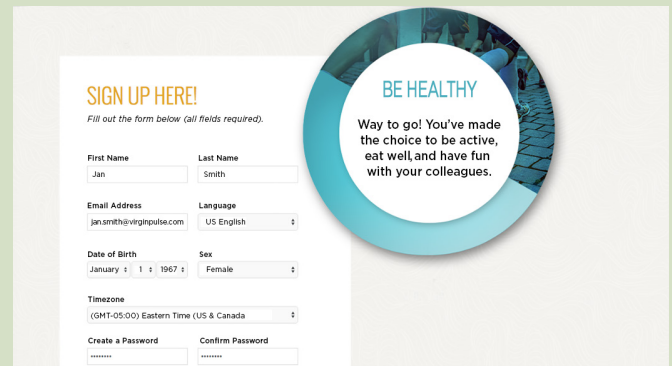 SIGN UP HERE!
Fill out the form below (all fields required).
First Name Last Name
Jan Smith
Email Address Language
jan.smith@virginpulse.com US English
Date of Birth Sex
January 1 1967 Female
Timezone
(GMT-05:00) Eastern Time (US & Canada
Create a Password Confirm Password
******** ********
BE HEALTHY
Way to go! You've made
the choice to be active,
eat well, and have fun
with your colleagues.